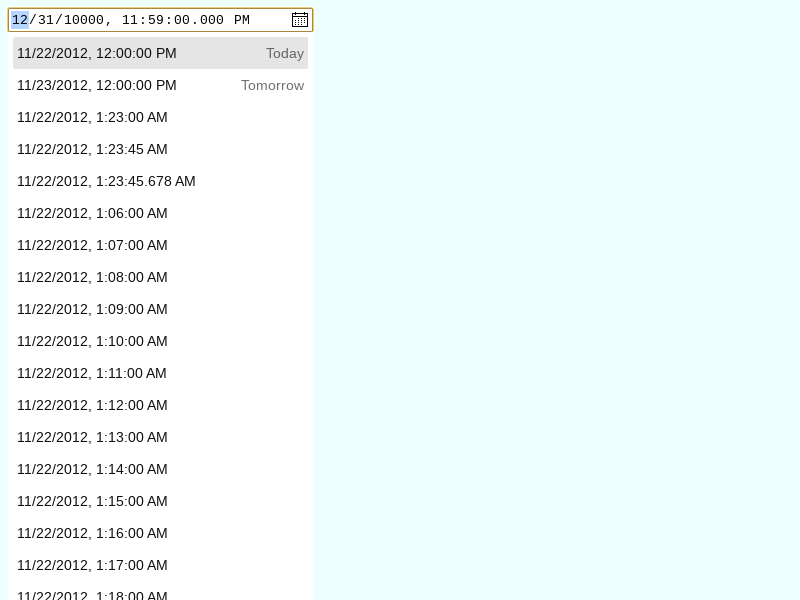 12/31/10000, 11:59:00.000 PM
11/22/2012, 12:00:00 PM Today
11/23/2012, 12:00:00 PM Tomorrow
11/22/2012, 1:23:00 AM
11/22/2012, 1:23:45 AM
11/22/2012, 1:23:45.678 AM
11/22/2012, 1:06:00 AM
11/22/2012, 1:07:00 AM
11/22/2012, 1:08:00 AM
11/22/2012, 1:09:00 AM
11/22/2012, 1:10:00 AM
11/22/2012, 1:11:00 AM
11/22/2012, 1:12:00 AM
11/22/2012, 1:13:00 AM
11/22/2012, 1:14:00 AM
11/22/2012, 1:15:00 AM
11/22/2012, 1:16:00 AM
11/22/2012, 1:17:00 AM
11/22/2012, 1:18:00 AM